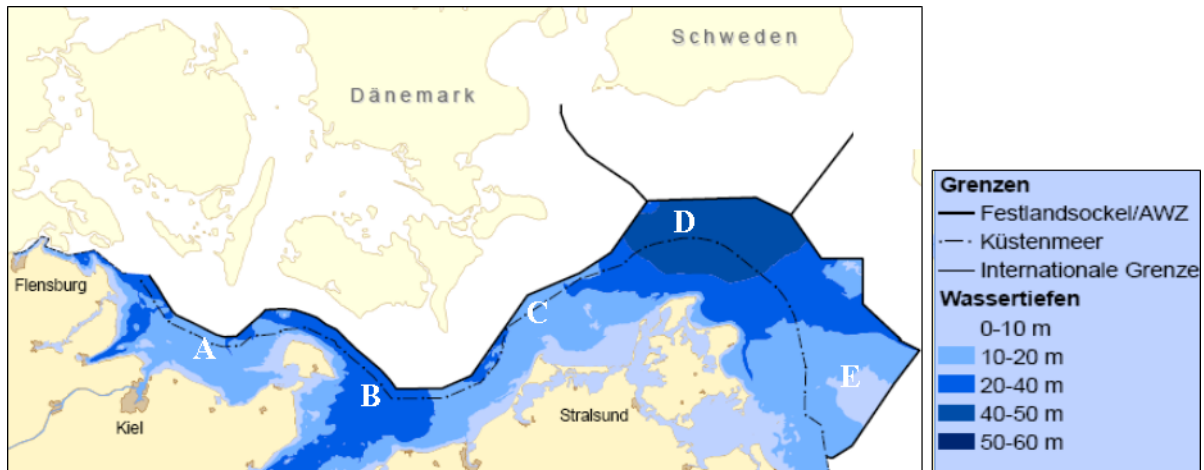 Schweden
Dänemark
D
C
A
E
B
Flensburg
Kiel
Stralsund
Grenzen
Festlandsockel/AWZ
Küstenmeer
Internationale Grenze
Wassertiefen
0-10 m
10-20 m
20-40 m
40-50 m
50-60 m